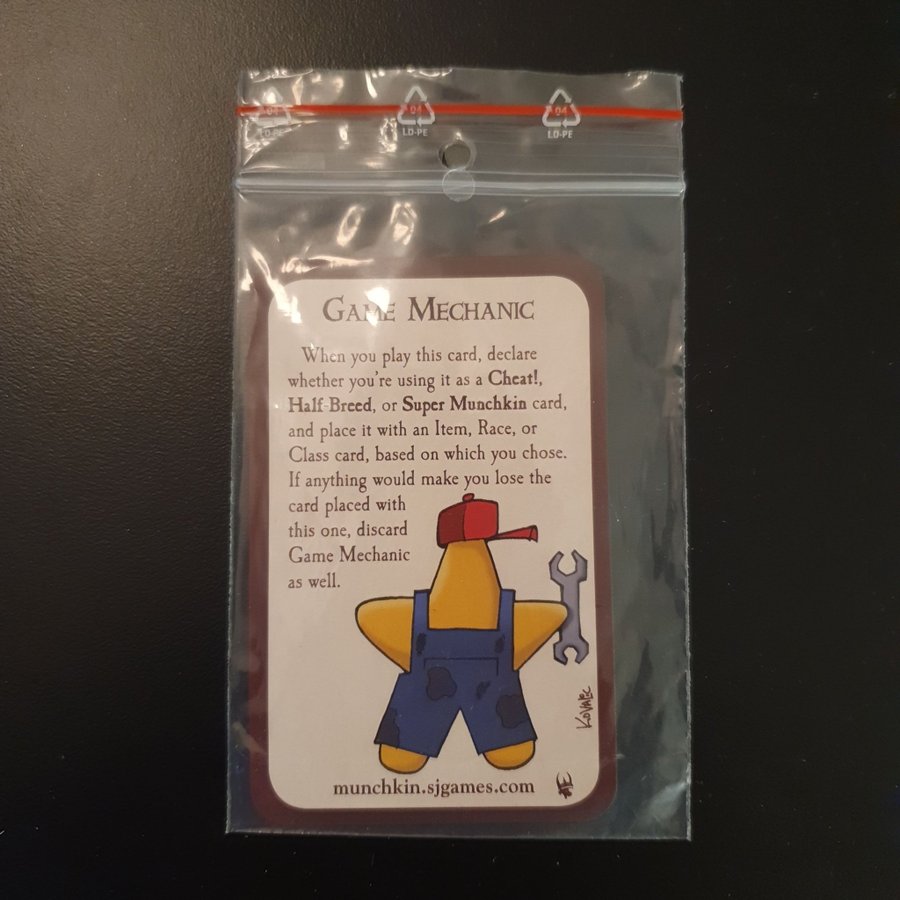 04 04 04
LD-PE LD-PE LD-PE
GAME MECHANIC
When you play this card, declare
whether you're using it as a Cheat!,
Half-Breed, or Super Munchkin card,
and place it with an Item, Race, or
Class card, based on which you chose.
If anything would make you lose the
card placed with
this one, discard
Game Mechanic
as well.
KOVALIC
munchkin.sjgames.com